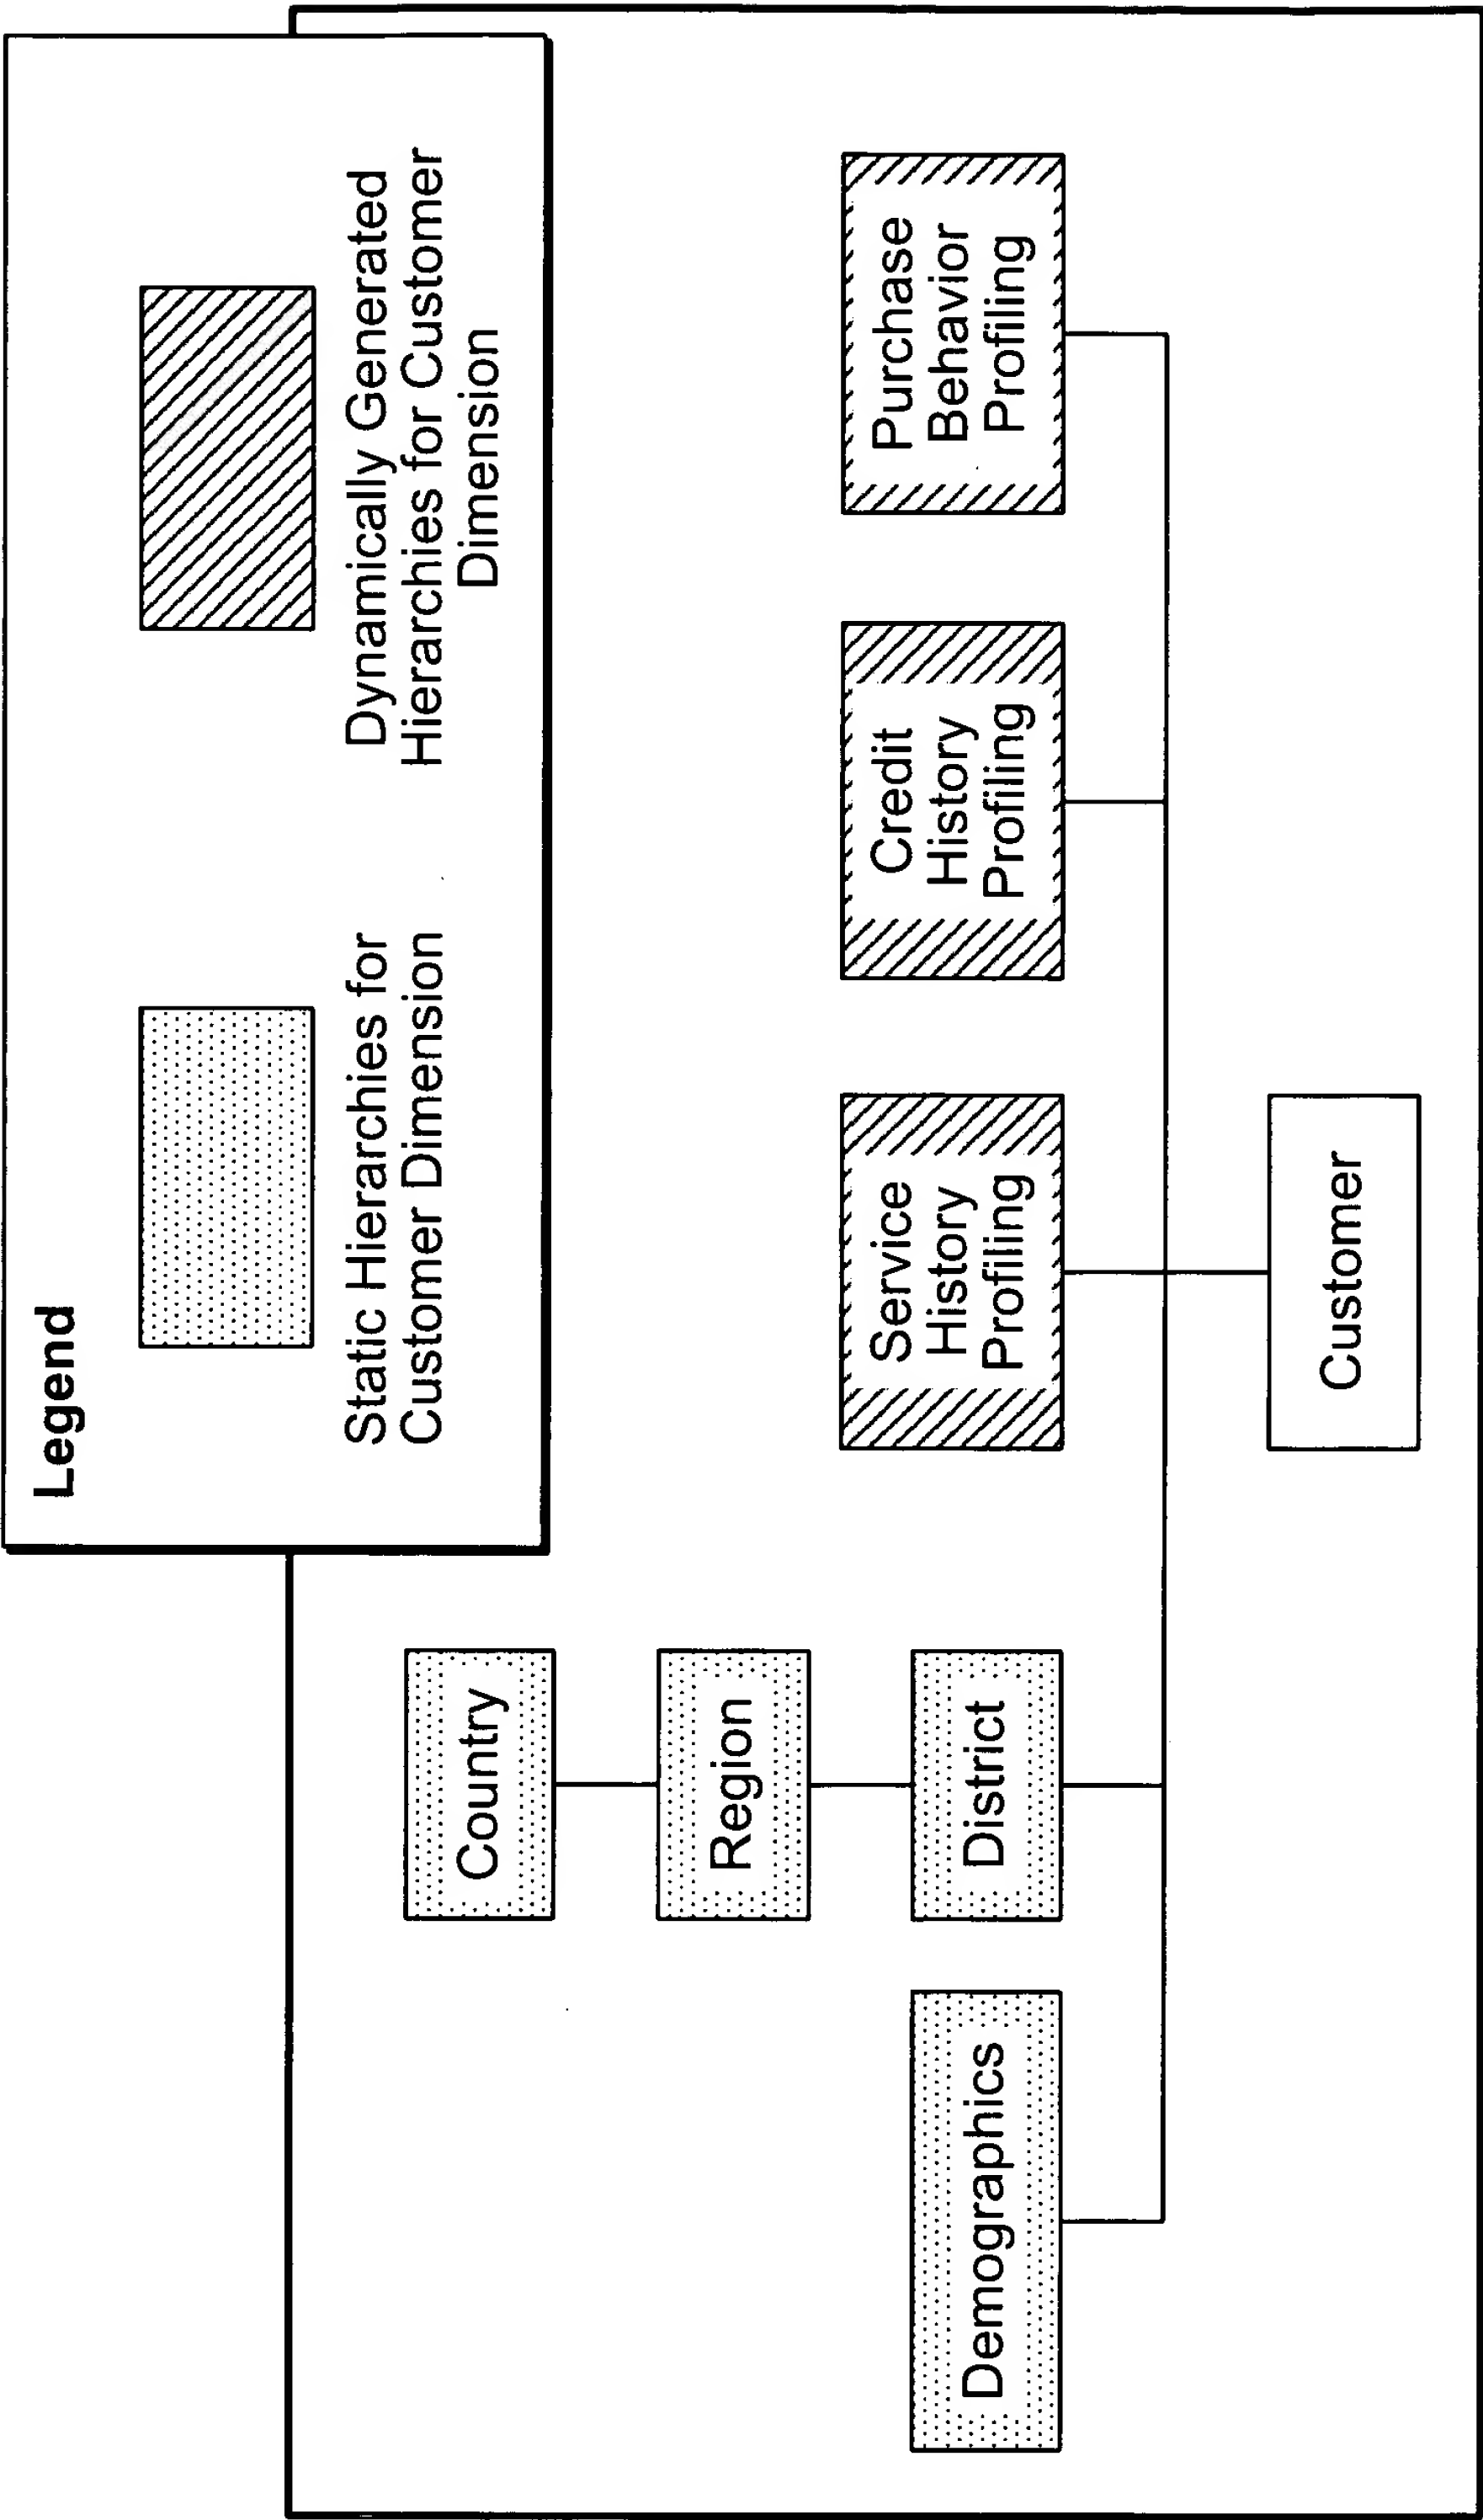 Legend
Static Hierarchies for
Customer Dimension
Dynamically Generated
Hierarchies for Customer
Dimension
Country
Region
District
Demographics
Service
History
Profiling
Credit
History
Profiling
Purchase
Behavior
Profiling
Customer